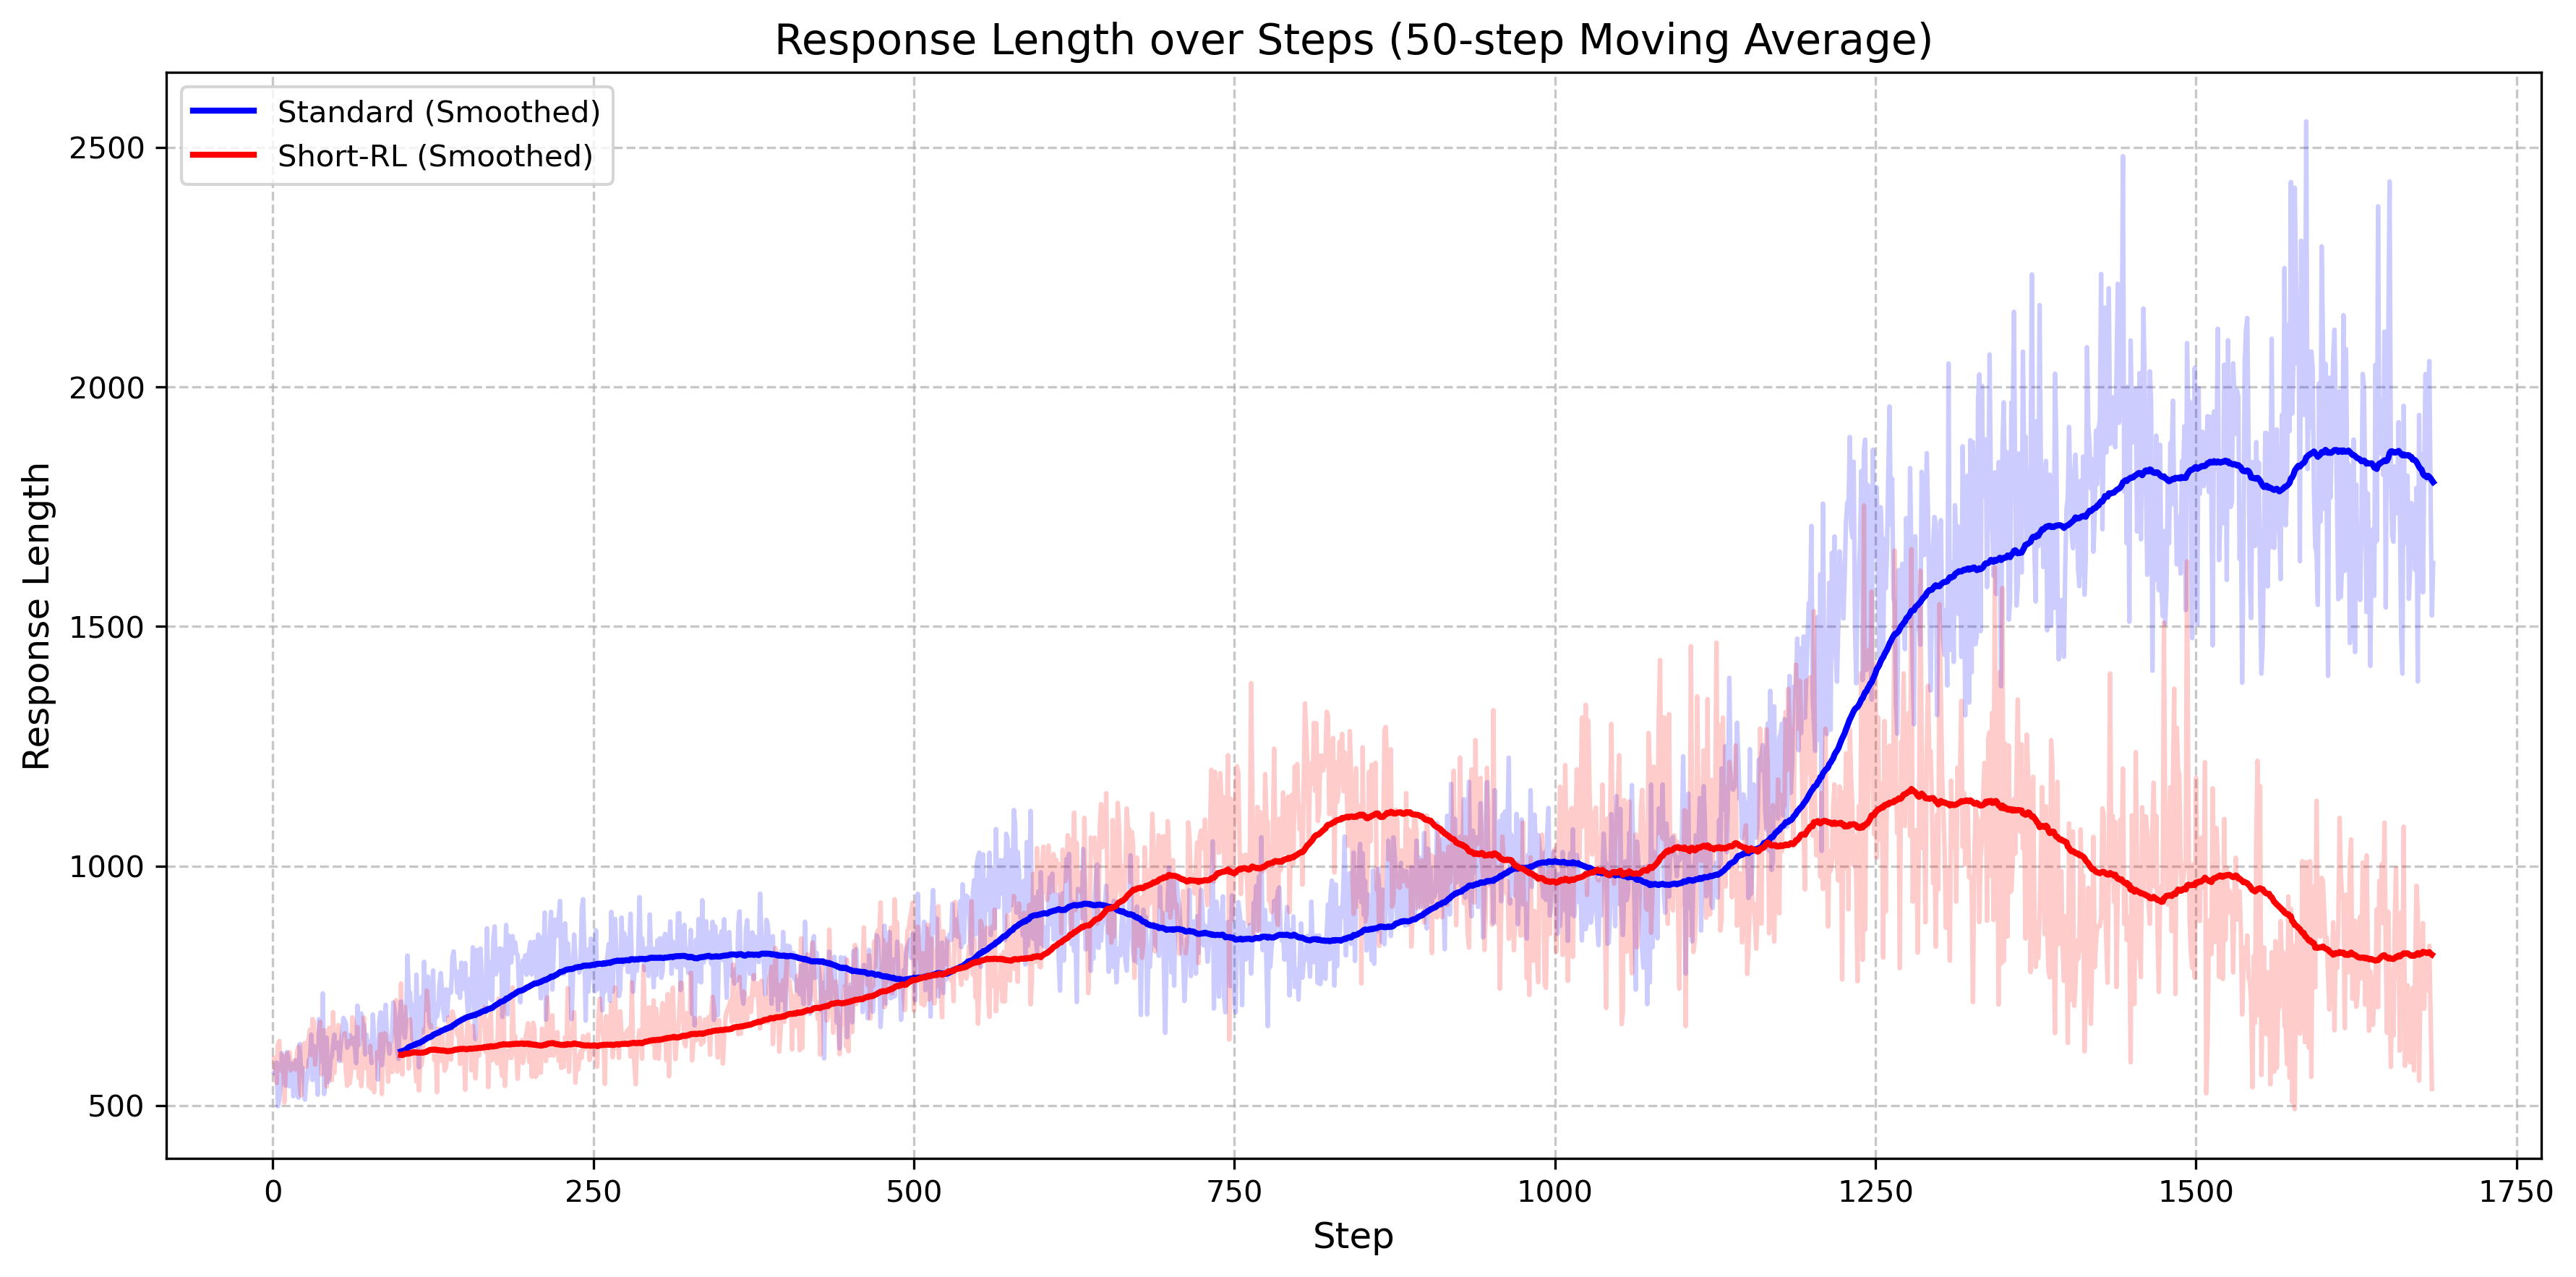 Response Length over Steps (50-step Moving Average)
Standard (Smoothed)
Short-RL (Smoothed)
Response Length
2500
2000
1500
1000
500
0 250 500 750 1000 1250 1500 1750
Step